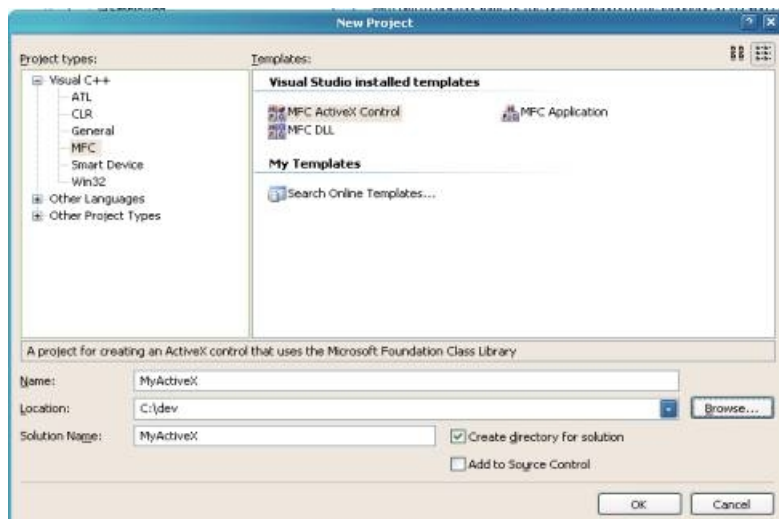 New Project
Project types:
Templates:
Visual C++
ATL
CLR
General
MFC
Smart Device
Win32
Other Languages
Other Project Types
Visual Studio installed templates
MFC ActiveX Control
MFC Application
MFC DLL
My Templates
Search Online Templates...
A project for creating an ActiveX control that uses the Microsoft Foundation Class Library
Name:
MyActiveX
Location:
C:\dev
Browse...
Solution Name:
MyActiveX
Create directory for solution
Add to Source Control
OK
Cancel